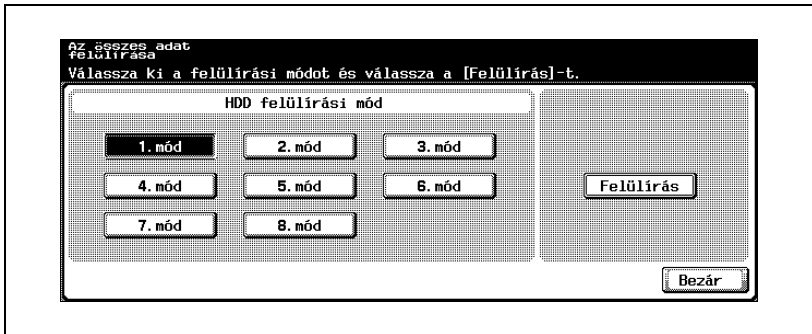 Az összes adat
felülírása
Válassza ki a felülírási módot és válassza a [Felülírás]-t.
HDD felülírási mód
1. mód 2. mód 3. mód
4. mód 5. mód 6. mód
Felülírás
7. mód 8. mód
Bezár